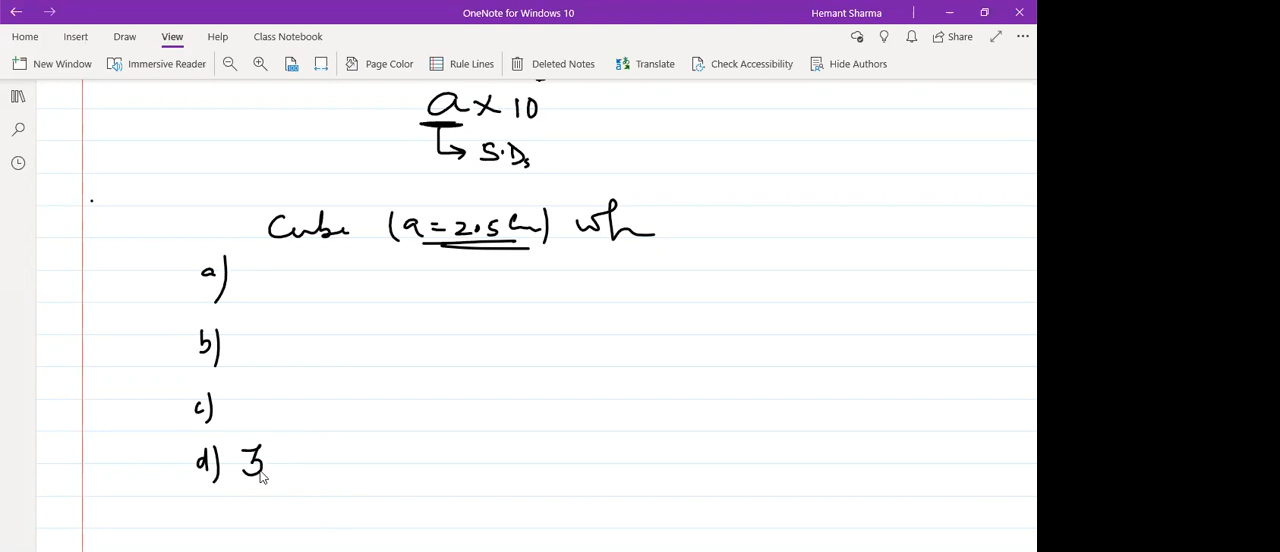 OneNote for Windows 10
Hemant Sharma
Home Insert Draw View Help Class Notebook
Share
New Window Immersive Reader Page Color Rule Lines Deleted Notes Translate Check Accessibility Hide Authors
a × 10
S.Ds
Cube (a = 2.5 Cm) wh
a)
b)
c)
d) 3